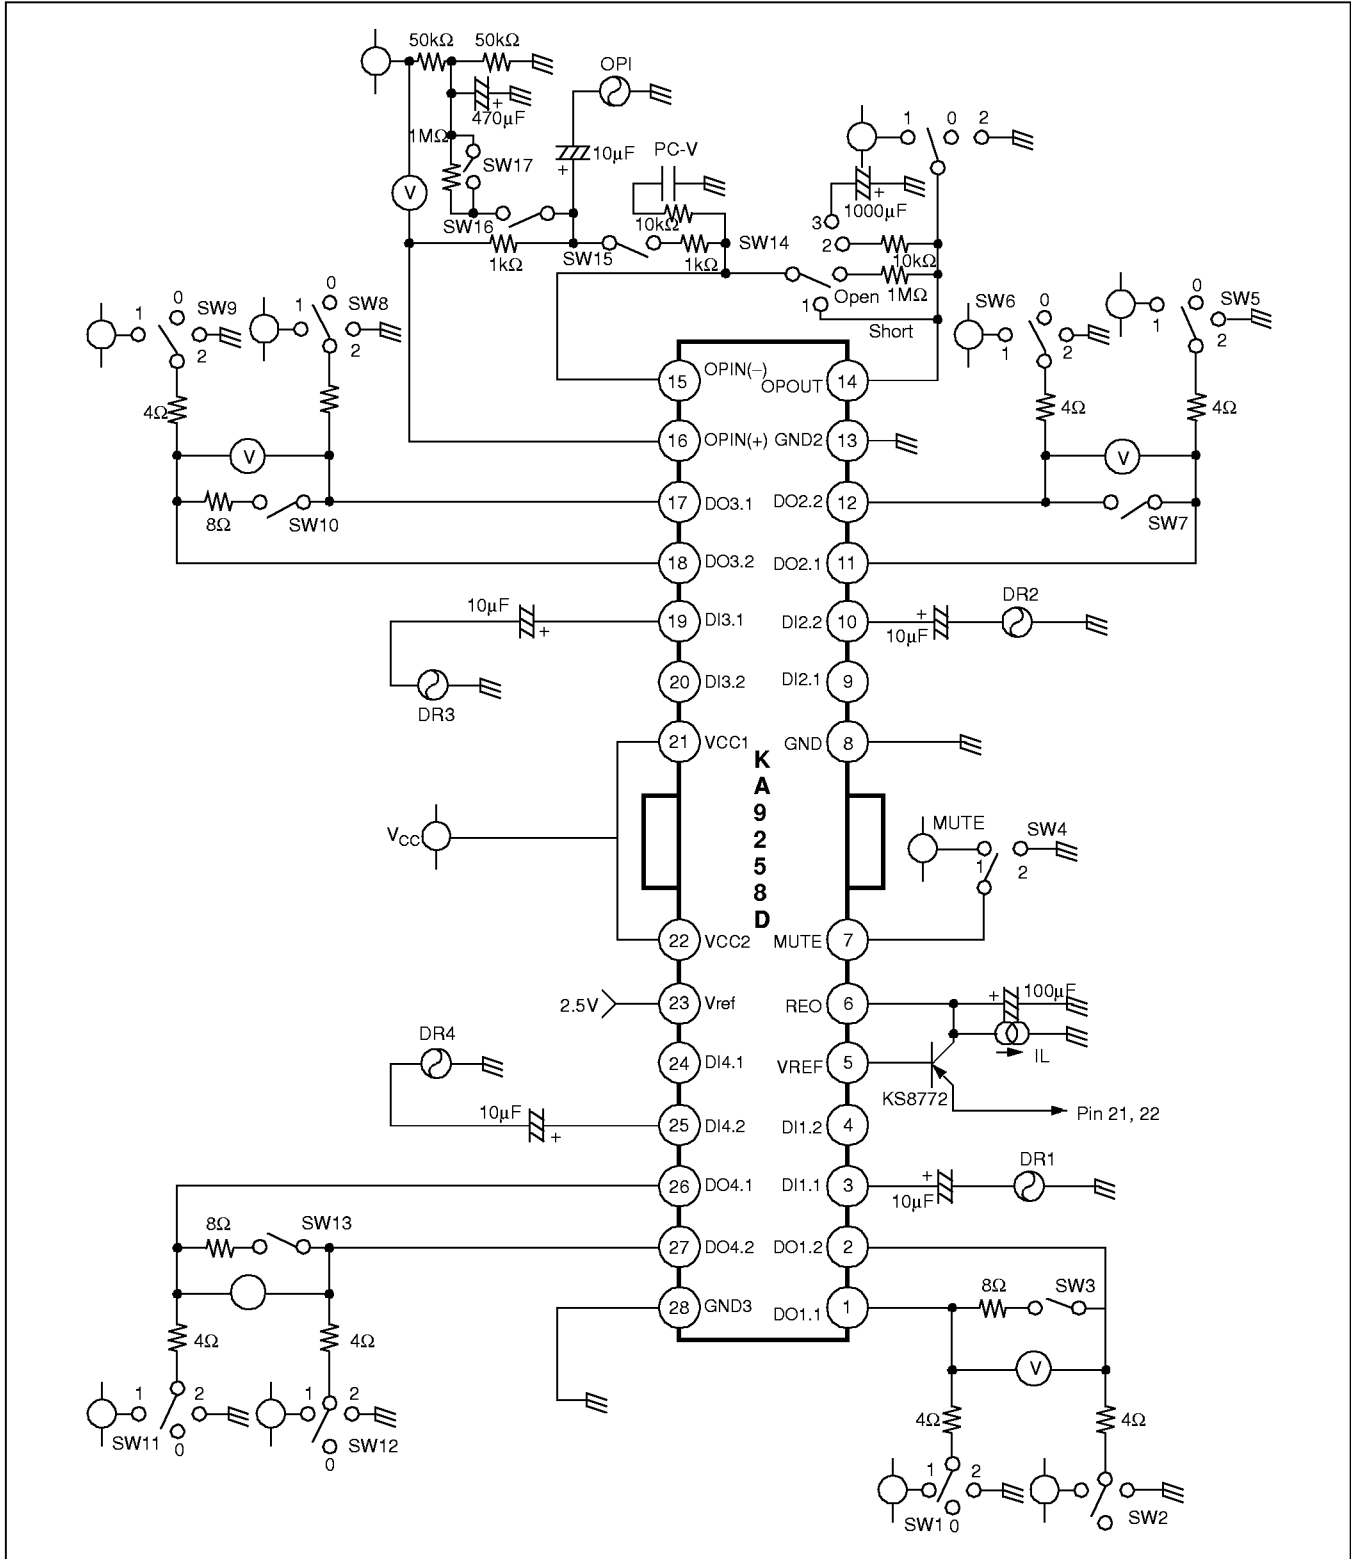 50kΩ 50kΩ
OPI
470µF
1MΩ
SW17
10µF
PC-V
1 0 2
1000µF
3
SW16
10kΩ
SW14
2
10kΩ
1kΩ
SW15
1kΩ
Open
1MΩ
1
Short
0
SW9
1
2
0
SW8
1
2
SW6
0
1
2
0
SW5
1
2
4Ω
4Ω
4Ω
V
V
V
8Ω
SW10
SW7
15 OPIN(−)
OPOUT 14
16 OPIN(+) GND2 13
17 DO3.1 DO2.2 12
18 DO3.2 DO2.1 11
10µF
+
19 DI3.1 DI2.2 10
+
10µF
DR2
20 DI3.2 DI2.1 9
DR3
21 VCC1 GND 8
K
A
9
2
5
8
D
VCC
MUTE
SW4
1
2
22 VCC2 MUTE 7
2.5V
23 Vref REO 6
+
100µF
IL
DR4
24 DI4.1 VREF 5
KS8772
Pin 21, 22
10µF
+
25 DI4.2 DI1.2 4
26 DO4.1 DI1.1 3
+
10µF
DR1
8Ω
SW13
27 DO4.2 DO1.2 2
28 GND3
DO1.1 1
8Ω
SW3
V
4Ω
4Ω
4Ω
4Ω
1 2
SW11 0
1 2
SW12
0
1 2
SW1 0
SW2